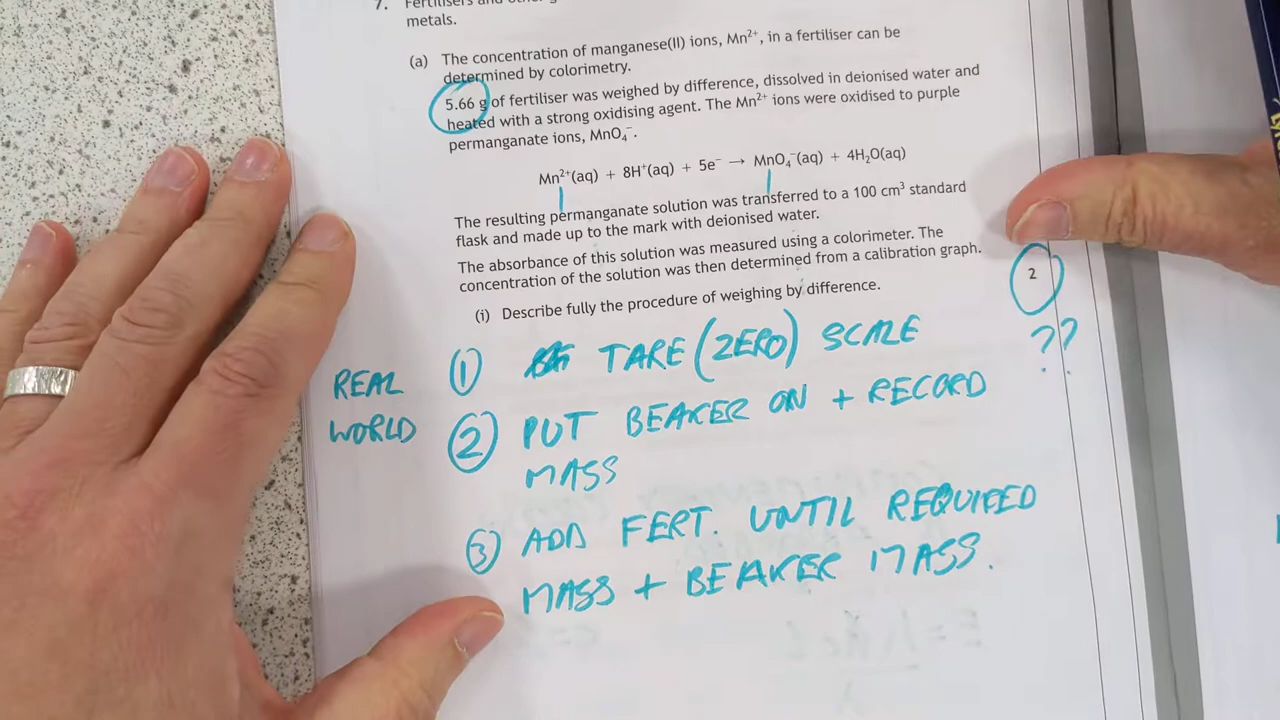 7. Fertilisers and other
metals.
(a) The concentration of manganese(II) ions, Mn²⁺, in a fertiliser can be
determined by colorimetry.
5.66 g of fertiliser was weighed by difference, dissolved in deionised water and
heated with a strong oxidising agent. The Mn²⁺ ions were oxidised to purple
permanganate ions, MnO₄⁻.
Mn²⁺(aq) + 8H⁺(aq) + 5e⁻ → MnO₄⁻(aq) + 4H₂O(aq)
The resulting permanganate solution was transferred to a 100 cm³ standard
flask and made up to the mark with deionised water.
The absorbance of this solution was measured using a colorimeter. The
concentration of the solution was then determined from a calibration graph.
(i) Describe fully the procedure of weighing by difference.
2
??
REAL
WORLD
① TARE (ZERO) SCALE
② PUT BEAKER ON + RECORD
MASS
③ ADD FERT. UNTIL REQUIRED
MASS + BEAKER MASS.